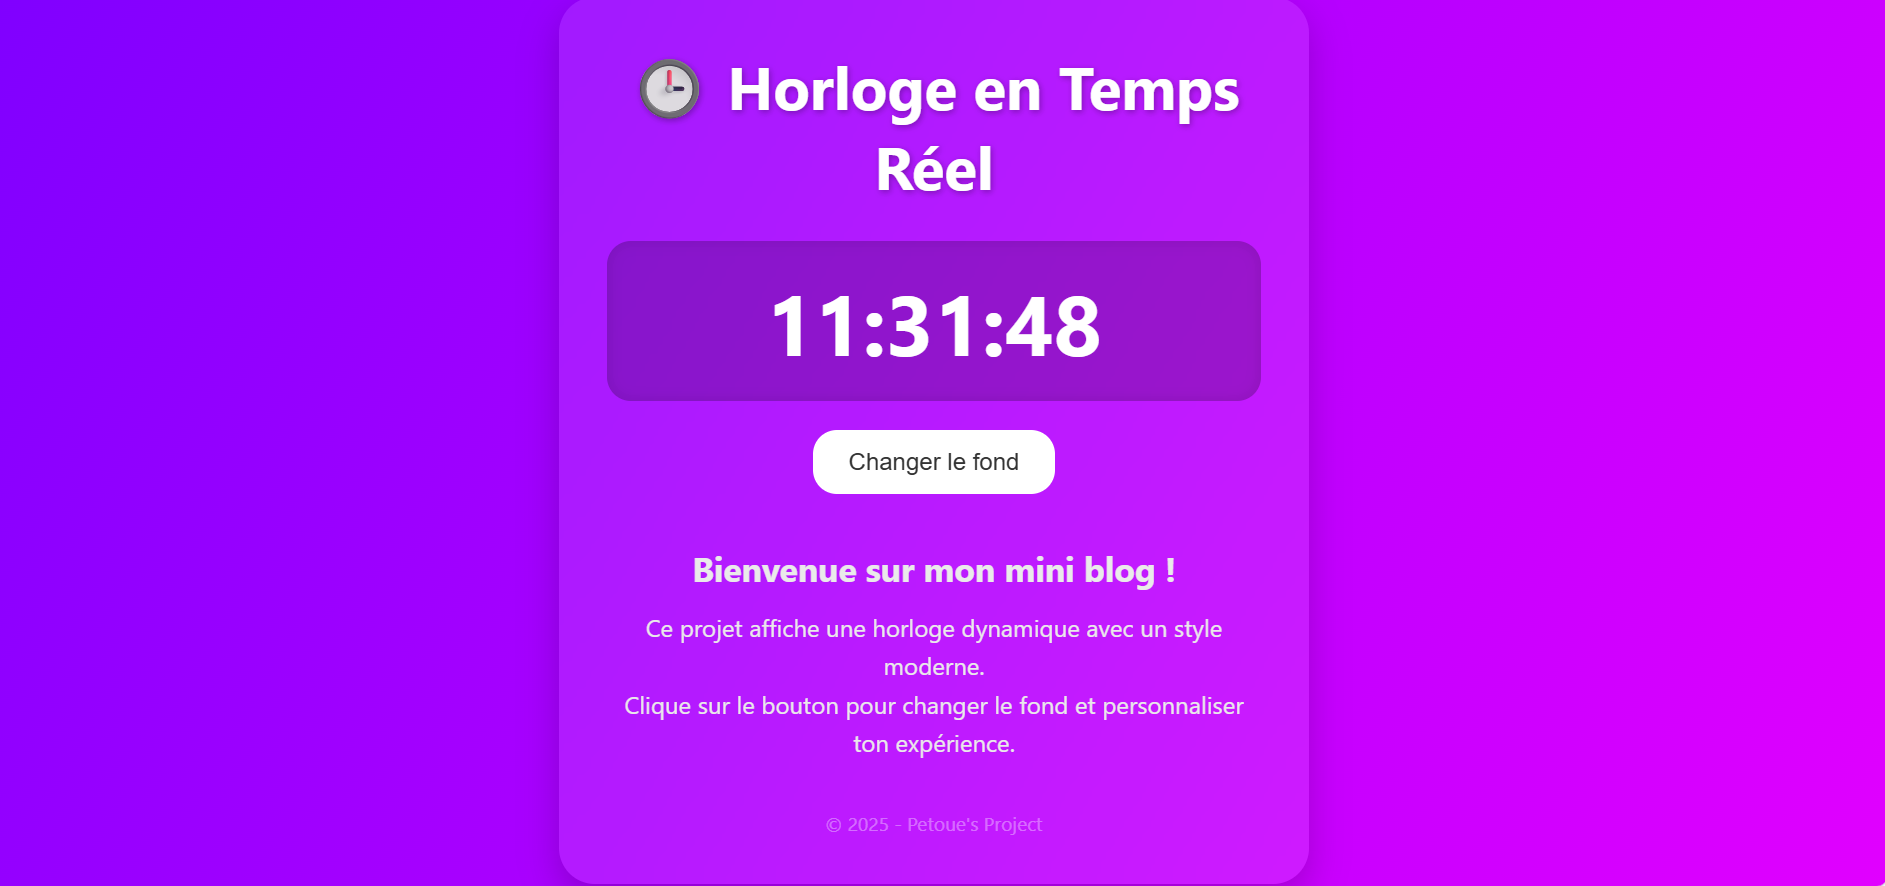 Horloge en Temps
Réel
11:31:48
Changer le fond
Bienvenue sur mon mini blog !
Ce projet affiche une horloge dynamique avec un style
moderne.
Clique sur le bouton pour changer le fond et personnaliser
ton expérience.
© 2025 - Petoue's Project